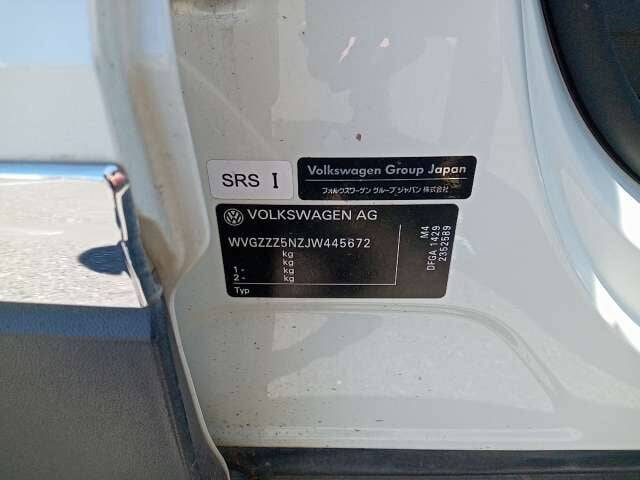 SRS I
Volkswagen Group Japan
フォルクスワーゲン グループ ジャパン 株式会社
VOLKSWAGEN AG
WVGZZZ5NZJW445672
kg
kg
1 - kg
2 - kg
Typ
M4
DFGA 1429
2352589